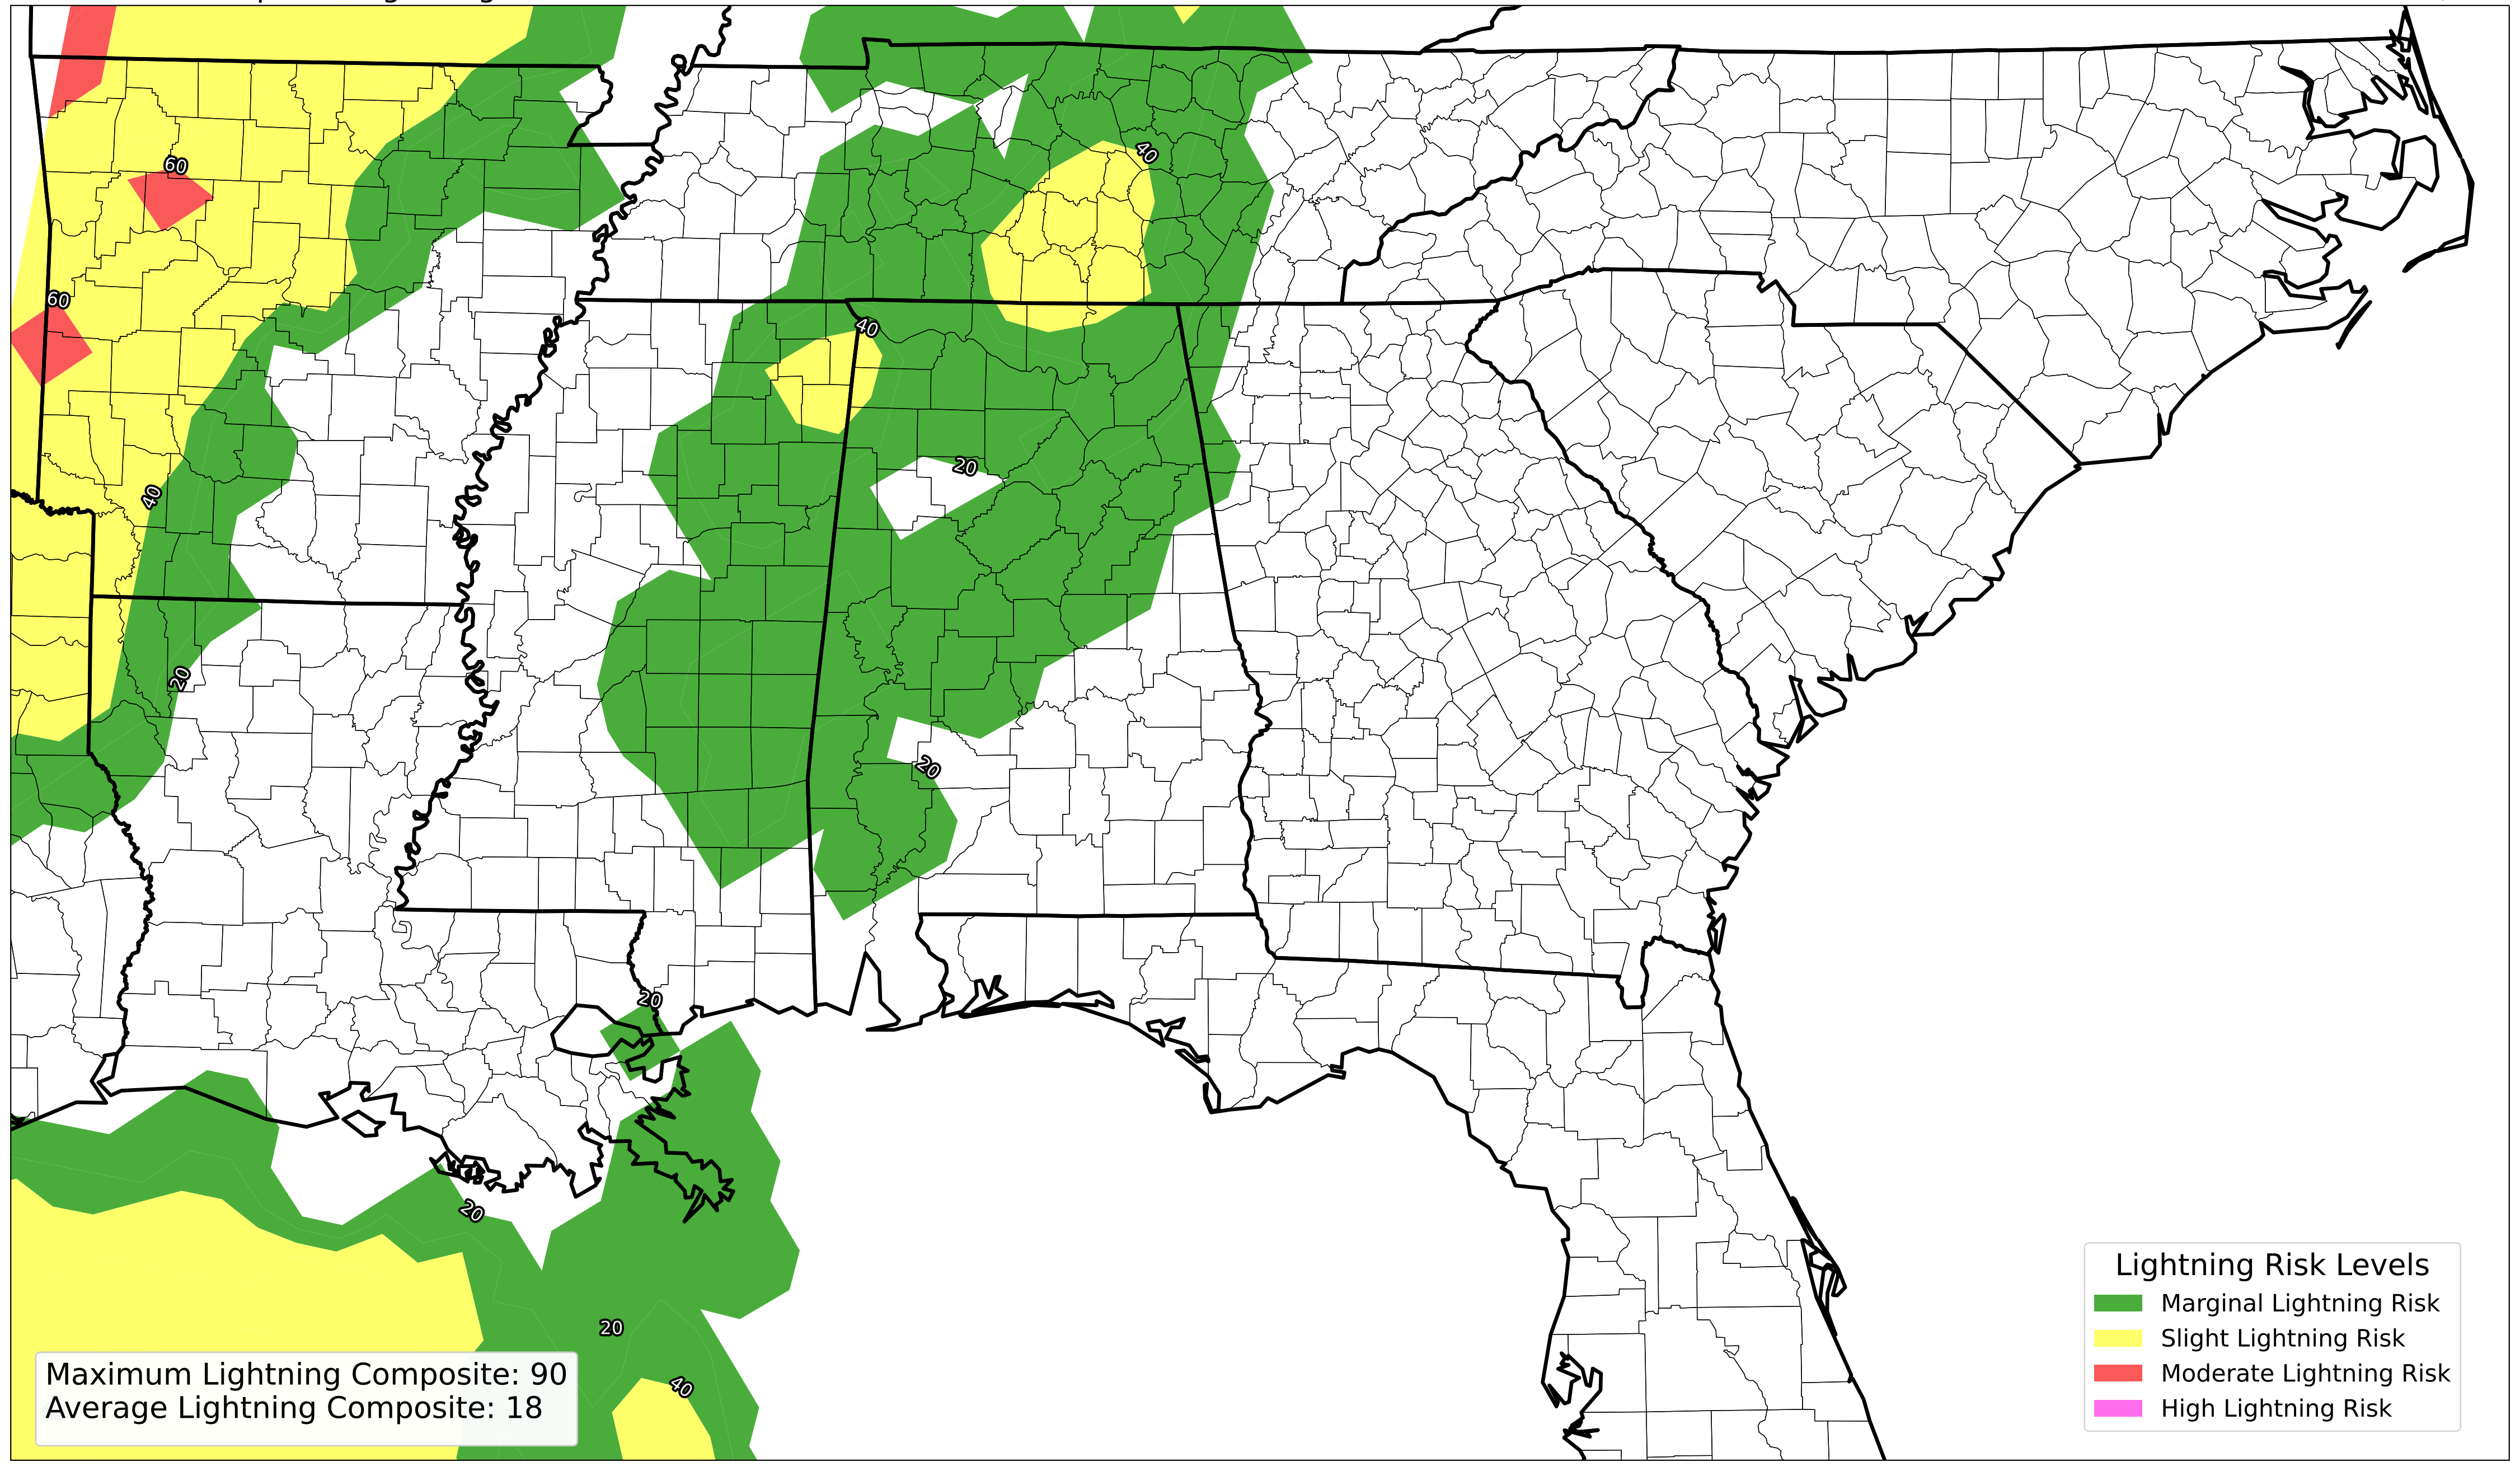 60
40
60
40
20
40
20
20
20
20
20
40
Lightning Risk Levels
Marginal Lightning Risk
Slight Lightning Risk
Moderate Lightning Risk
High Lightning Risk
Maximum Lightning Composite: 90
Average Lightning Composite: 18